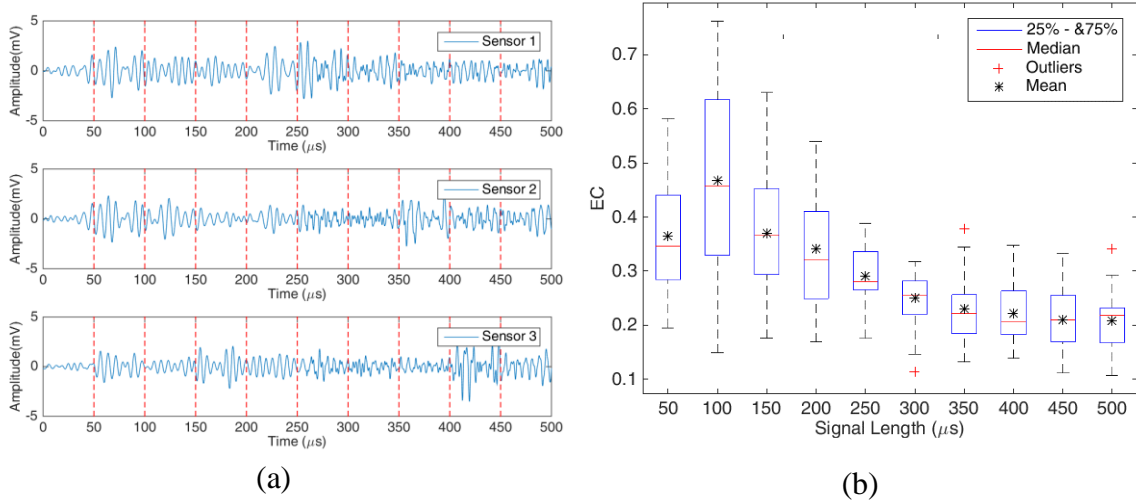 5
0
-5
Amplitude(mV)
Sensor 1
0 50 100 150 200 250 300 350 400 450 500
Time (μs)
5
0
-5
Amplitude(mV)
Sensor 2
0 50 100 150 200 250 300 350 400 450 500
Time (μs)
5
0
-5
Amplitude(mV)
Sensor 3
0 50 100 150 200 250 300 350 400 450 500
Time (μs)
(a)
0.7
0.6
0.5
0.4
0.3
0.2
0.1
EC
25% - &75%
Median
Outliers
Mean
50 100 150 200 250 300 350 400 450 500
Signal Length (μs)
(b)